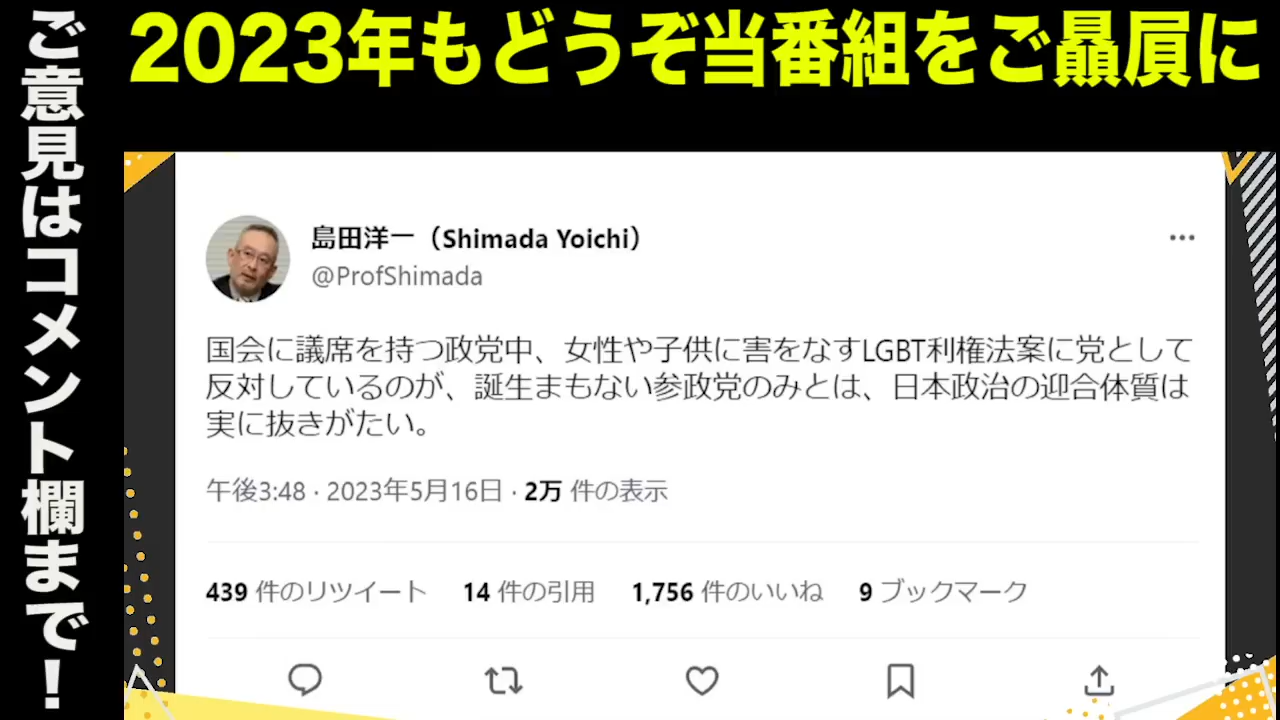 2023年もどうぞ当番組をご贔屓に
ご意見はコメント欄まで!
島田洋一（Shimada Yoichi）
@ProfShimada
国会に議席を持つ政党中、女性や子供に害をなすLGBT利権法案に党として
反対しているのが、誕生まもない参政党のみとは、日本政治の迎合体質は
実に抜きがたい。
午後3:48 · 2023年5月16日 · 2万 件の表示
439 件のリツイート 14 件の引用 1,756 件のいいね 9 ブックマーク